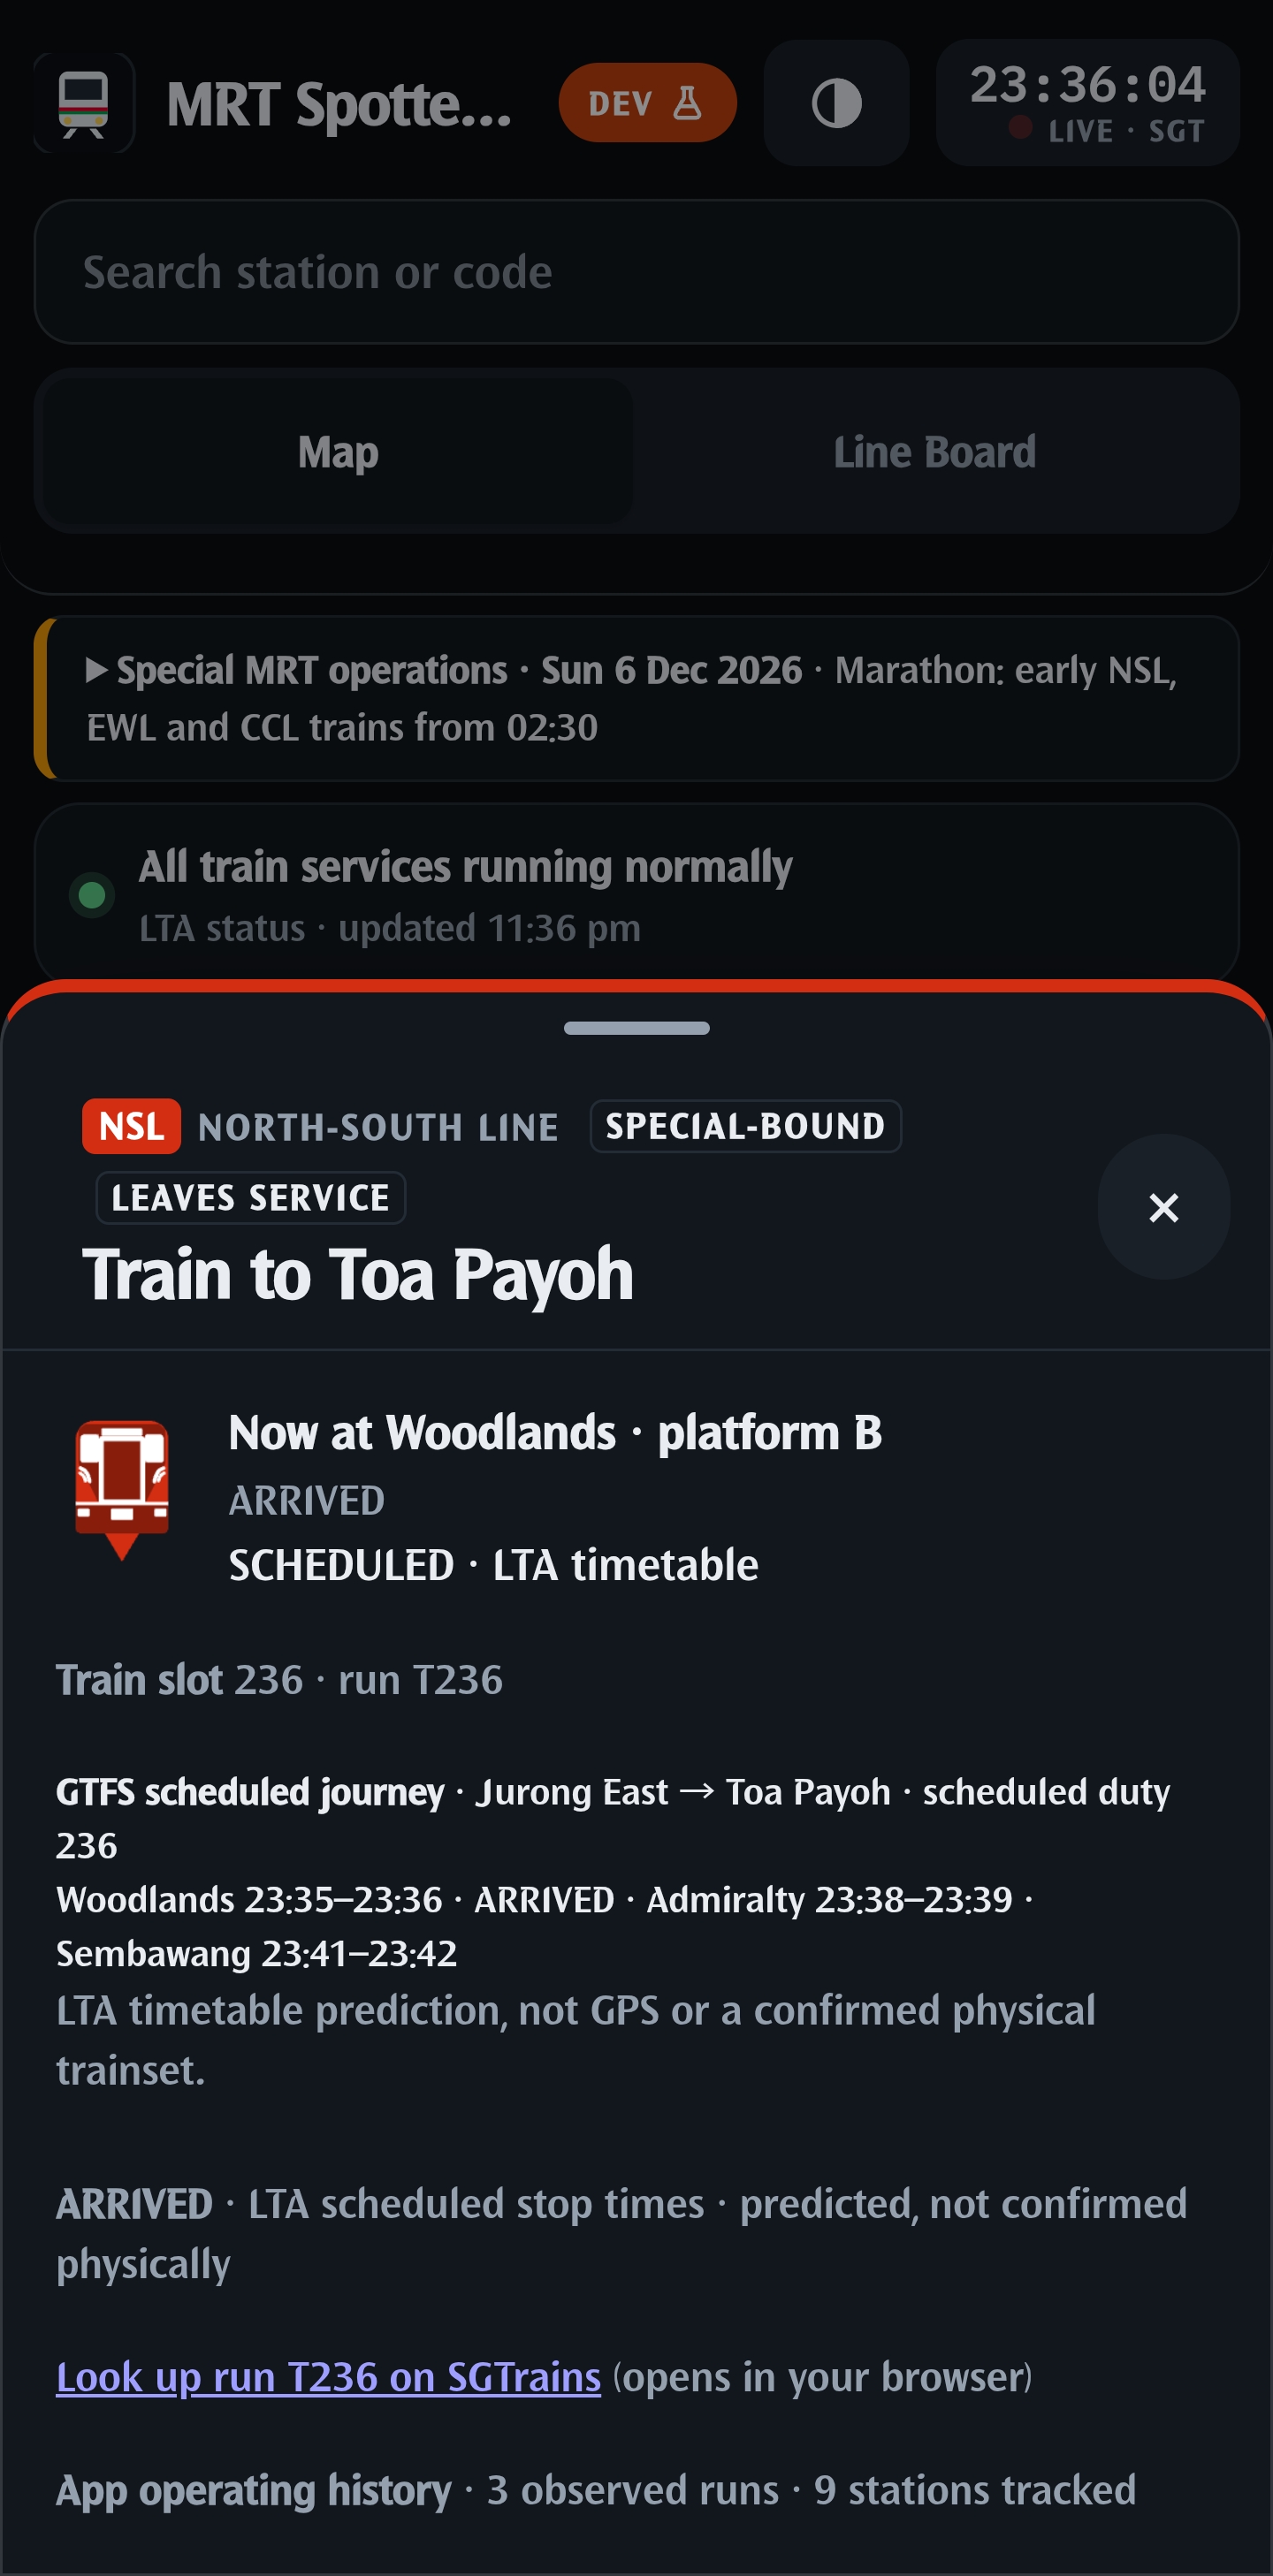 MRT Spotte...
DEV
23:36:04
LIVE · SGT
Search station or code
Map
Line Board
▶ Special MRT operations · Sun 6 Dec 2026 · Marathon: early NSL,
EWL and CCL trains from 02:30
All train services running normally
LTA status · updated 11:36 pm
NSL NORTH-SOUTH LINE SPECIAL-BOUND
LEAVES SERVICE
Train to Toa Payoh
×
Now at Woodlands · platform B
ARRIVED
SCHEDULED · LTA timetable
Train slot 236 · run T236
GTFS scheduled journey · Jurong East → Toa Payoh · scheduled duty
236
Woodlands 23:35–23:36 · ARRIVED · Admiralty 23:38–23:39 ·
Sembawang 23:41–23:42
LTA timetable prediction, not GPS or a confirmed physical
trainset.
ARRIVED · LTA scheduled stop times · predicted, not confirmed
physically
Look up run T236 on SGTrains (opens in your browser)
App operating history · 3 observed runs · 9 stations tracked